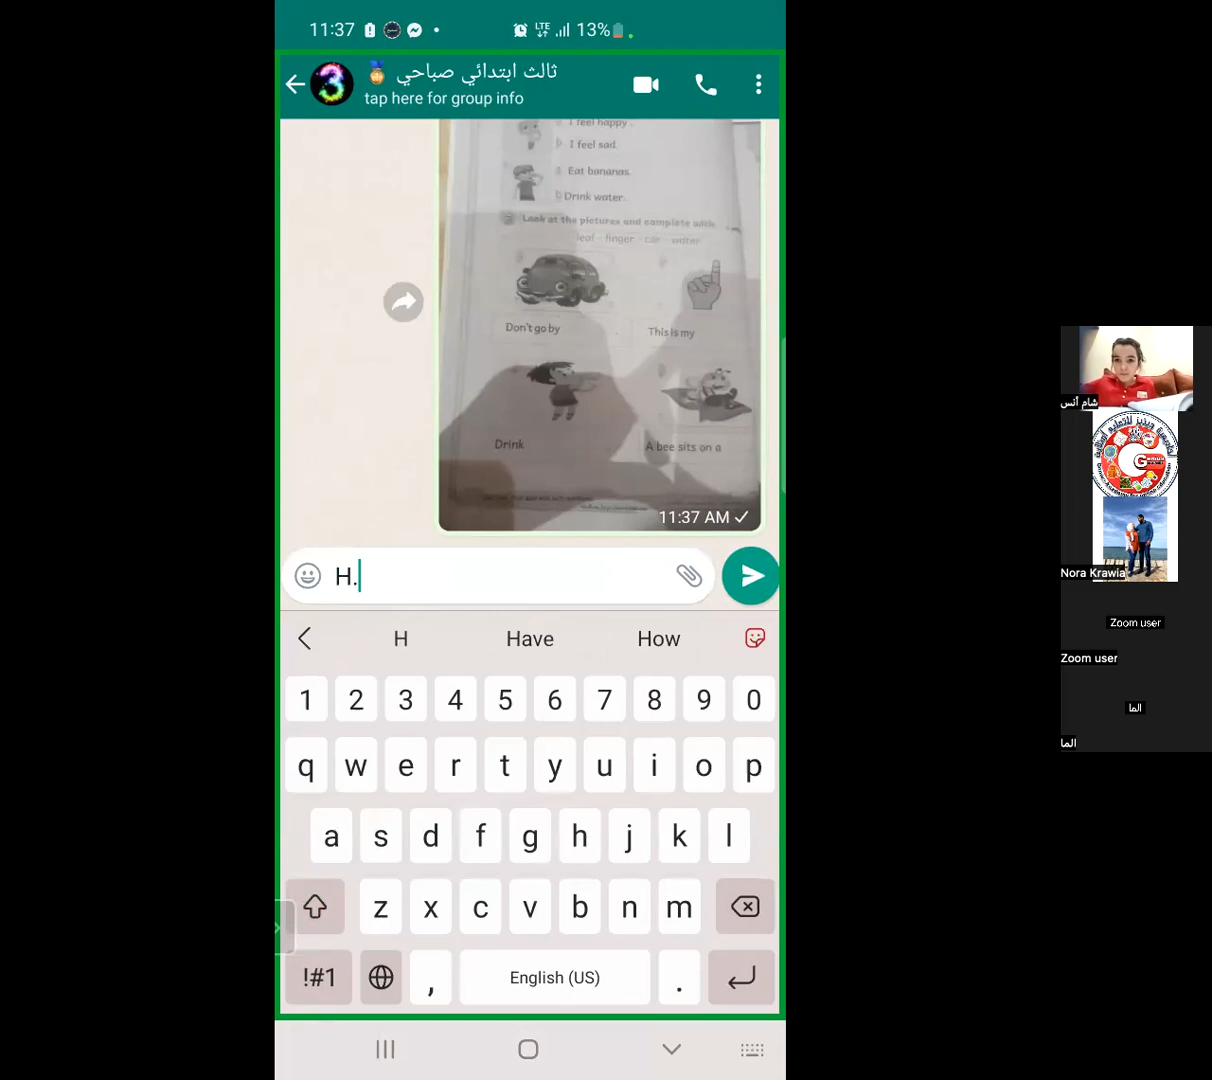 11:37
LTE
13%
ثالث ابتدائي صباحي
tap here for group info
3
I feel happy.
b I feel sad.
a Eat bananas.
b Drink water.
Look at the pictures and complete with:
leaf - finger - car - water
Don't go by
This is my
Drink
A bee sits on a
11:37 AM
H.
H Have How
1 2 3 4 5 6 7 8 9 0
q w e r t y u i o p
a s d f g h j k l
z x c v b n m
!#1 , English (US) .
شام أنس
G
Nora Krawia
Zoom user
Zoom user
الما
الما